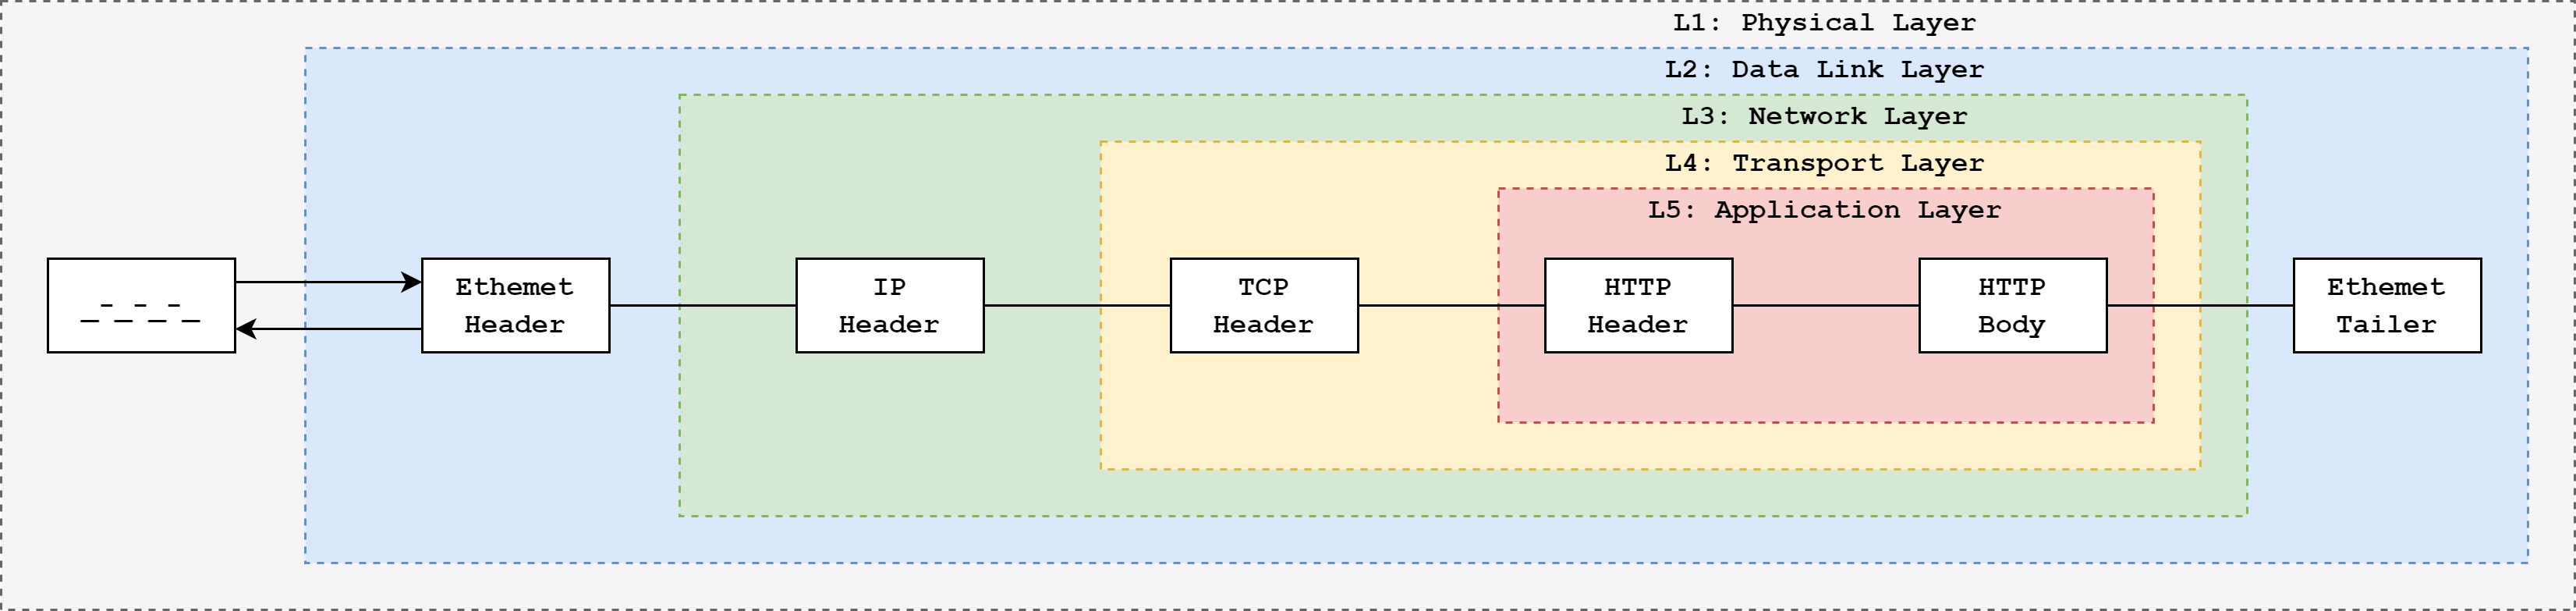 L1: Physical Layer
L2: Data Link Layer
L3: Network Layer
L4: Transport Layer
L5: Application Layer
_-_-_-_
Ethemet
Header
IP
Header
TCP
Header
HTTP
Header
HTTP
Body
Ethemet
Tailer